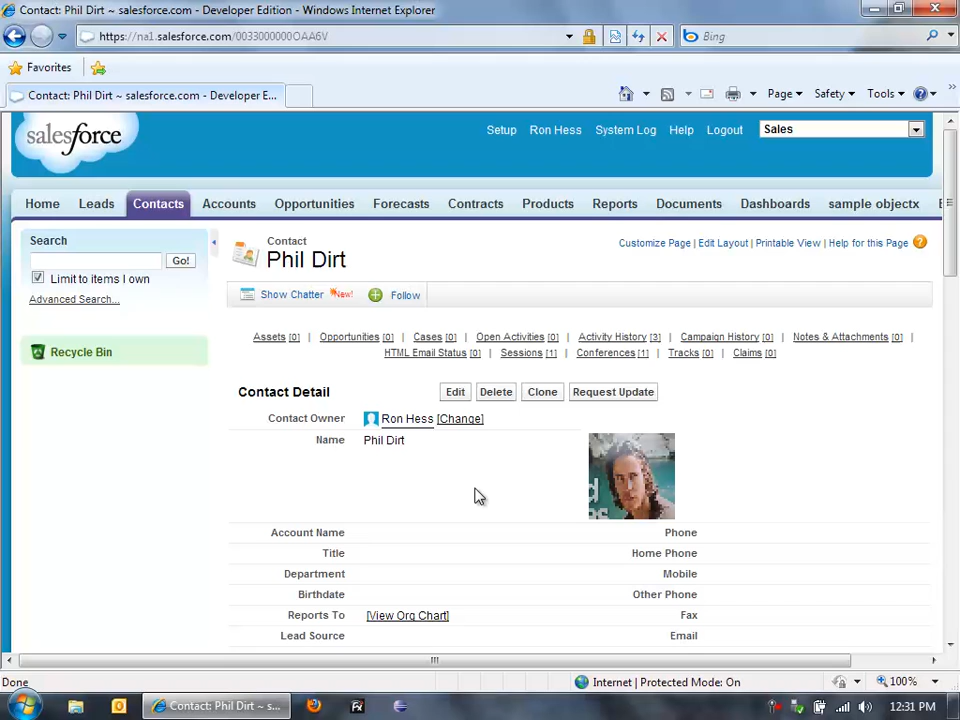 Contact: Phil Dirt ~ salesforce.com - Developer Edition - Windows Internet Explorer
https://na1.salesforce.com/0033000000OAA6V
Bing
Favorites
Contact: Phil Dirt ~ salesforce.com - Developer E...
Page
Safety
Tools
salesforce
Setup
Ron Hess
System Log
Help
Logout
Sales
Home
Leads
Contacts
Accounts
Opportunities
Forecasts
Contracts
Products
Reports
Documents
Dashboards
sample objectx
Search
Go!
Limit to items I own
Advanced Search...
Recycle Bin
Contact
Phil Dirt
Customize Page | Edit Layout | Printable View | Help for this Page
Show Chatter New!
Follow
Assets [0] | Opportunities [0] | Cases [0] | Open Activities [0] | Activity History [3] | Campaign History [0] | Notes & Attachments [0] |
HTML Email Status [0] | Sessions [1] | Conferences [1] | Tracks [0] | Claims [0]
Contact Detail
Edit
Delete
Clone
Request Update
Contact Owner
Ron Hess [Change]
Name
Phil Dirt
Account Name
Phone
Title
Home Phone
Department
Mobile
Birthdate
Other Phone
Reports To
[View Org Chart]
Fax
Lead Source
Email
Done
Internet | Protected Mode: On
100%
Contact: Phil Dirt ~ s...
12:31 PM